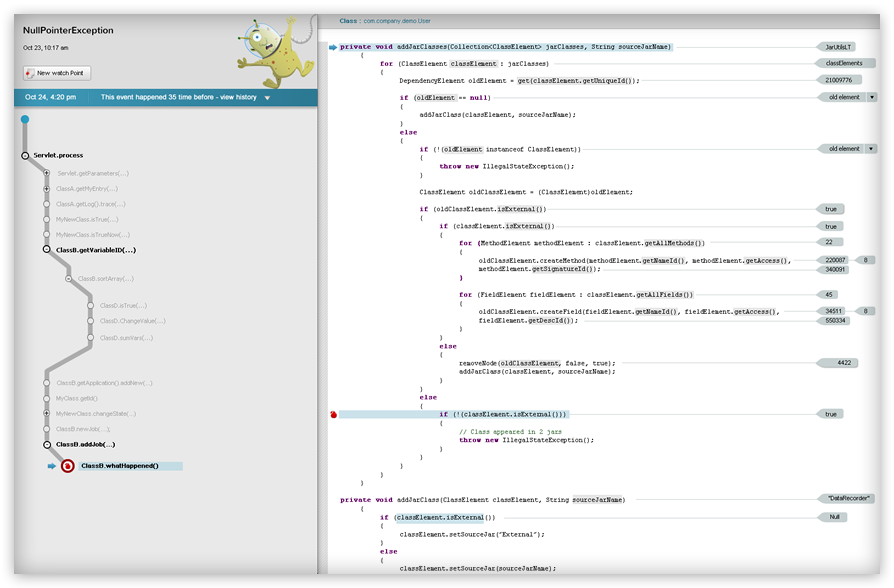 NullPointerException
Oct 23, 10:17 am
New watch Point
Oct 24, 4:20 pm This event happened 35 time before - view history
Servlet.process
Servlet.getParameters(...)
ClassA.getMyEntry(...)
ClassA.getLog().trace(...)
MyNewClass.isTrue(...)
MyNewClass.isTrueNow(...)
ClassB.getVariableID(...)
ClassB.sortArray(...)
ClassD.isTrue(...)
ClassD.ChangeValue(...)
ClassD.sumVars(...)
ClassB.getApplication().addNew(...)
MyClass.getId()
MyNewClass.changeState(...)
ClassB.new.Job(...);
ClassB.addJob(...)
ClassB.whatHappened()
Class : com.company.demo.User
private void addJarClasses(Collection<ClassElement> jarClasses, String sourceJarName) JarUtilsLT
{
for (ClassElement classElement : jarClasses) classElements
{
DependencyElement oldElement = get(classElement.getUniqueId()); 21009776
if (oldElement == null) old element
{
addJarClass(classElement, sourceJarName);
}
else
{
if (!(oldElement instanceof ClassElement)) old element
{
throw new IllegalStateException();
}
ClassElement oldClassElement = (ClassElement)oldElement;
if (oldClassElement.isExternal()) true
{
if (classElement.isExternal()) true
{
for (MethodElement methodElement : classElement.getAllMethods()) 22
{
oldClassElement.createMethod(methodElement.getNameId(), methodElement.getAccess(), 220087 8
methodElement.getSignatureId()); 340091
}
for (FieldElement fieldElement : classElement.getAllFields()) 45
{
oldClassElement.createField(fieldElement.getNameId(), fieldElement.getAccess(), 34511 8
fieldElement.getDescId()); 550334
}
}
else
{
removeNode(oldClassElement, false, true); 4422
addJarClass(classElement, sourceJarName);
}
}
else
{
if (!(classElement.isExternal())) true
{
// Class appeared in 2 jars
throw new IllegalStateException();
}
}
}
}
}
private void addJarClass(ClassElement classElement, String sourceJarName) "DataRecorder"
{
if (classElement.isExternal()) Null
{
classElement.setSourceJar("External");
}
else
{
classElement.setSourceJar(sourceJarName);